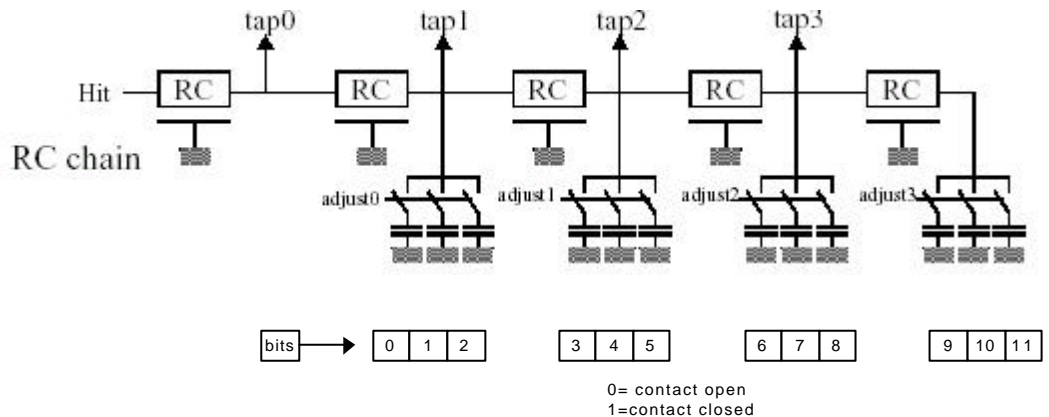 tap0 tap1 tap2 tap3
Hit RC RC RC RC RC
RC chain
adjust0 adjust1 adjust2 adjust3
bits 0 1 2 3 4 5 6 7 8 9 10 11
0= contact open
1=contact closed